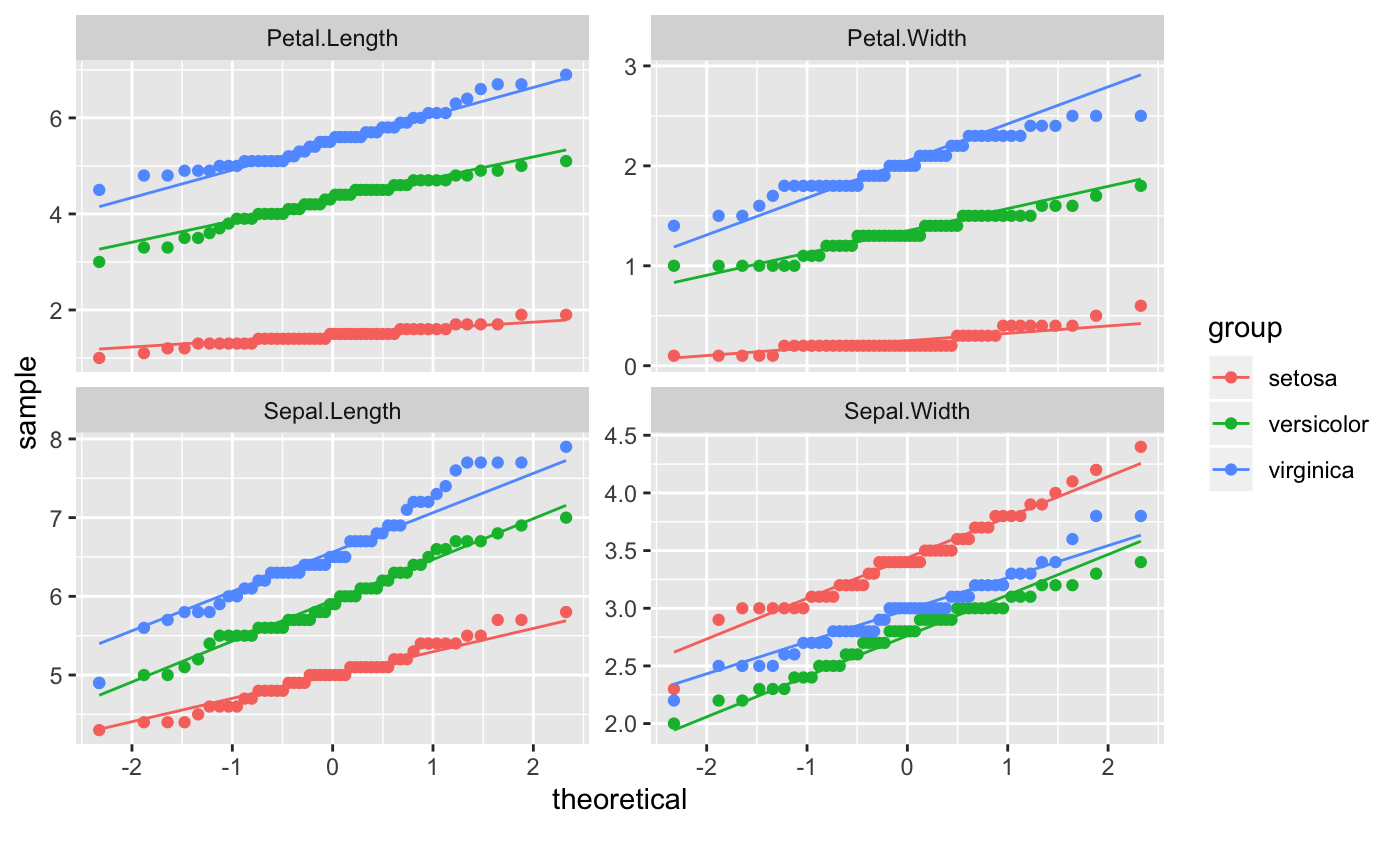 Petal.Length
Petal.Width
6
4
2
3
2
1
0
Sepal.Length
Sepal.Width
8
7
6
5
4.5
4.0
3.5
3.0
2.5
2.0
-2 -1 0 1 2
-2 -1 0 1 2
sample
theoretical
group
setosa
versicolor
virginica